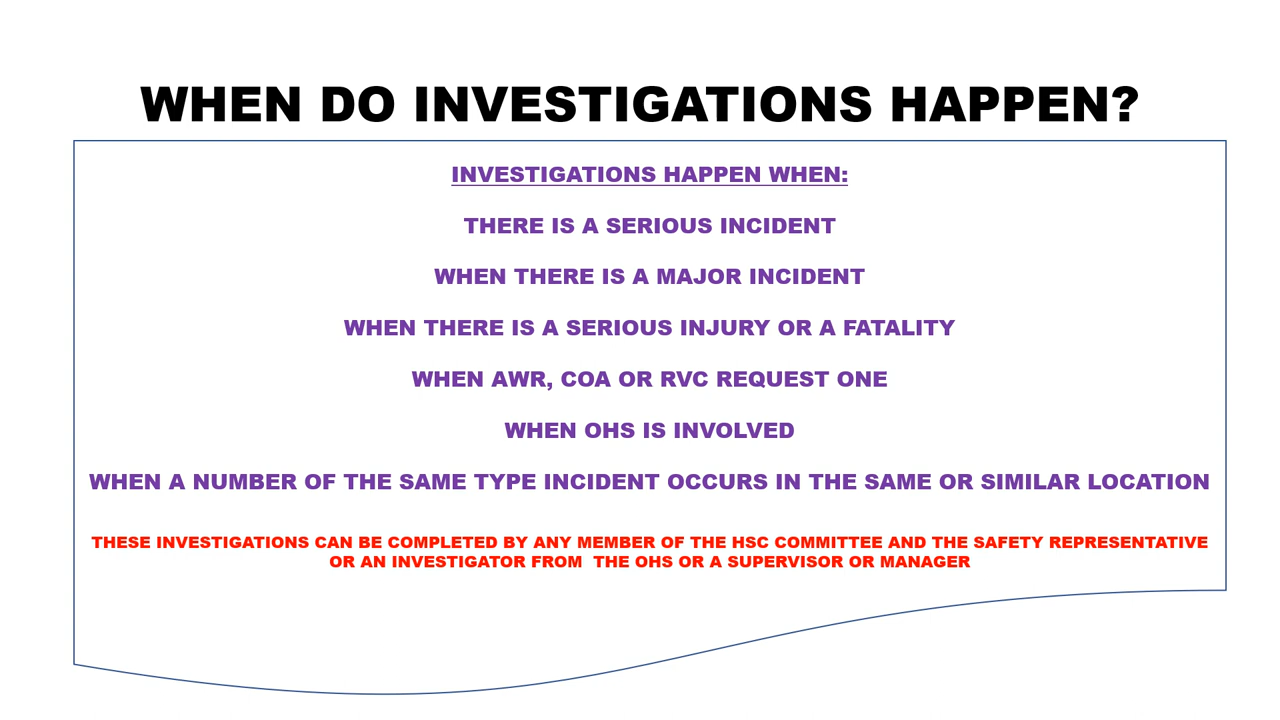 WHEN DO INVESTIGATIONS HAPPEN?
INVESTIGATIONS HAPPEN WHEN:
THERE IS A SERIOUS INCIDENT
WHEN THERE IS A MAJOR INCIDENT
WHEN THERE IS A SERIOUS INJURY OR A FATALITY
WHEN AWR, COA OR RVC REQUEST ONE
WHEN OHS IS INVOLVED
WHEN A NUMBER OF THE SAME TYPE INCIDENT OCCURS IN THE SAME OR SIMILAR LOCATION
THESE INVESTIGATIONS CAN BE COMPLETED BY ANY MEMBER OF THE HSC COMMITTEE AND THE SAFETY REPRESENTATIVE
OR AN INVESTIGATOR FROM  THE OHS OR A SUPERVISOR OR MANAGER